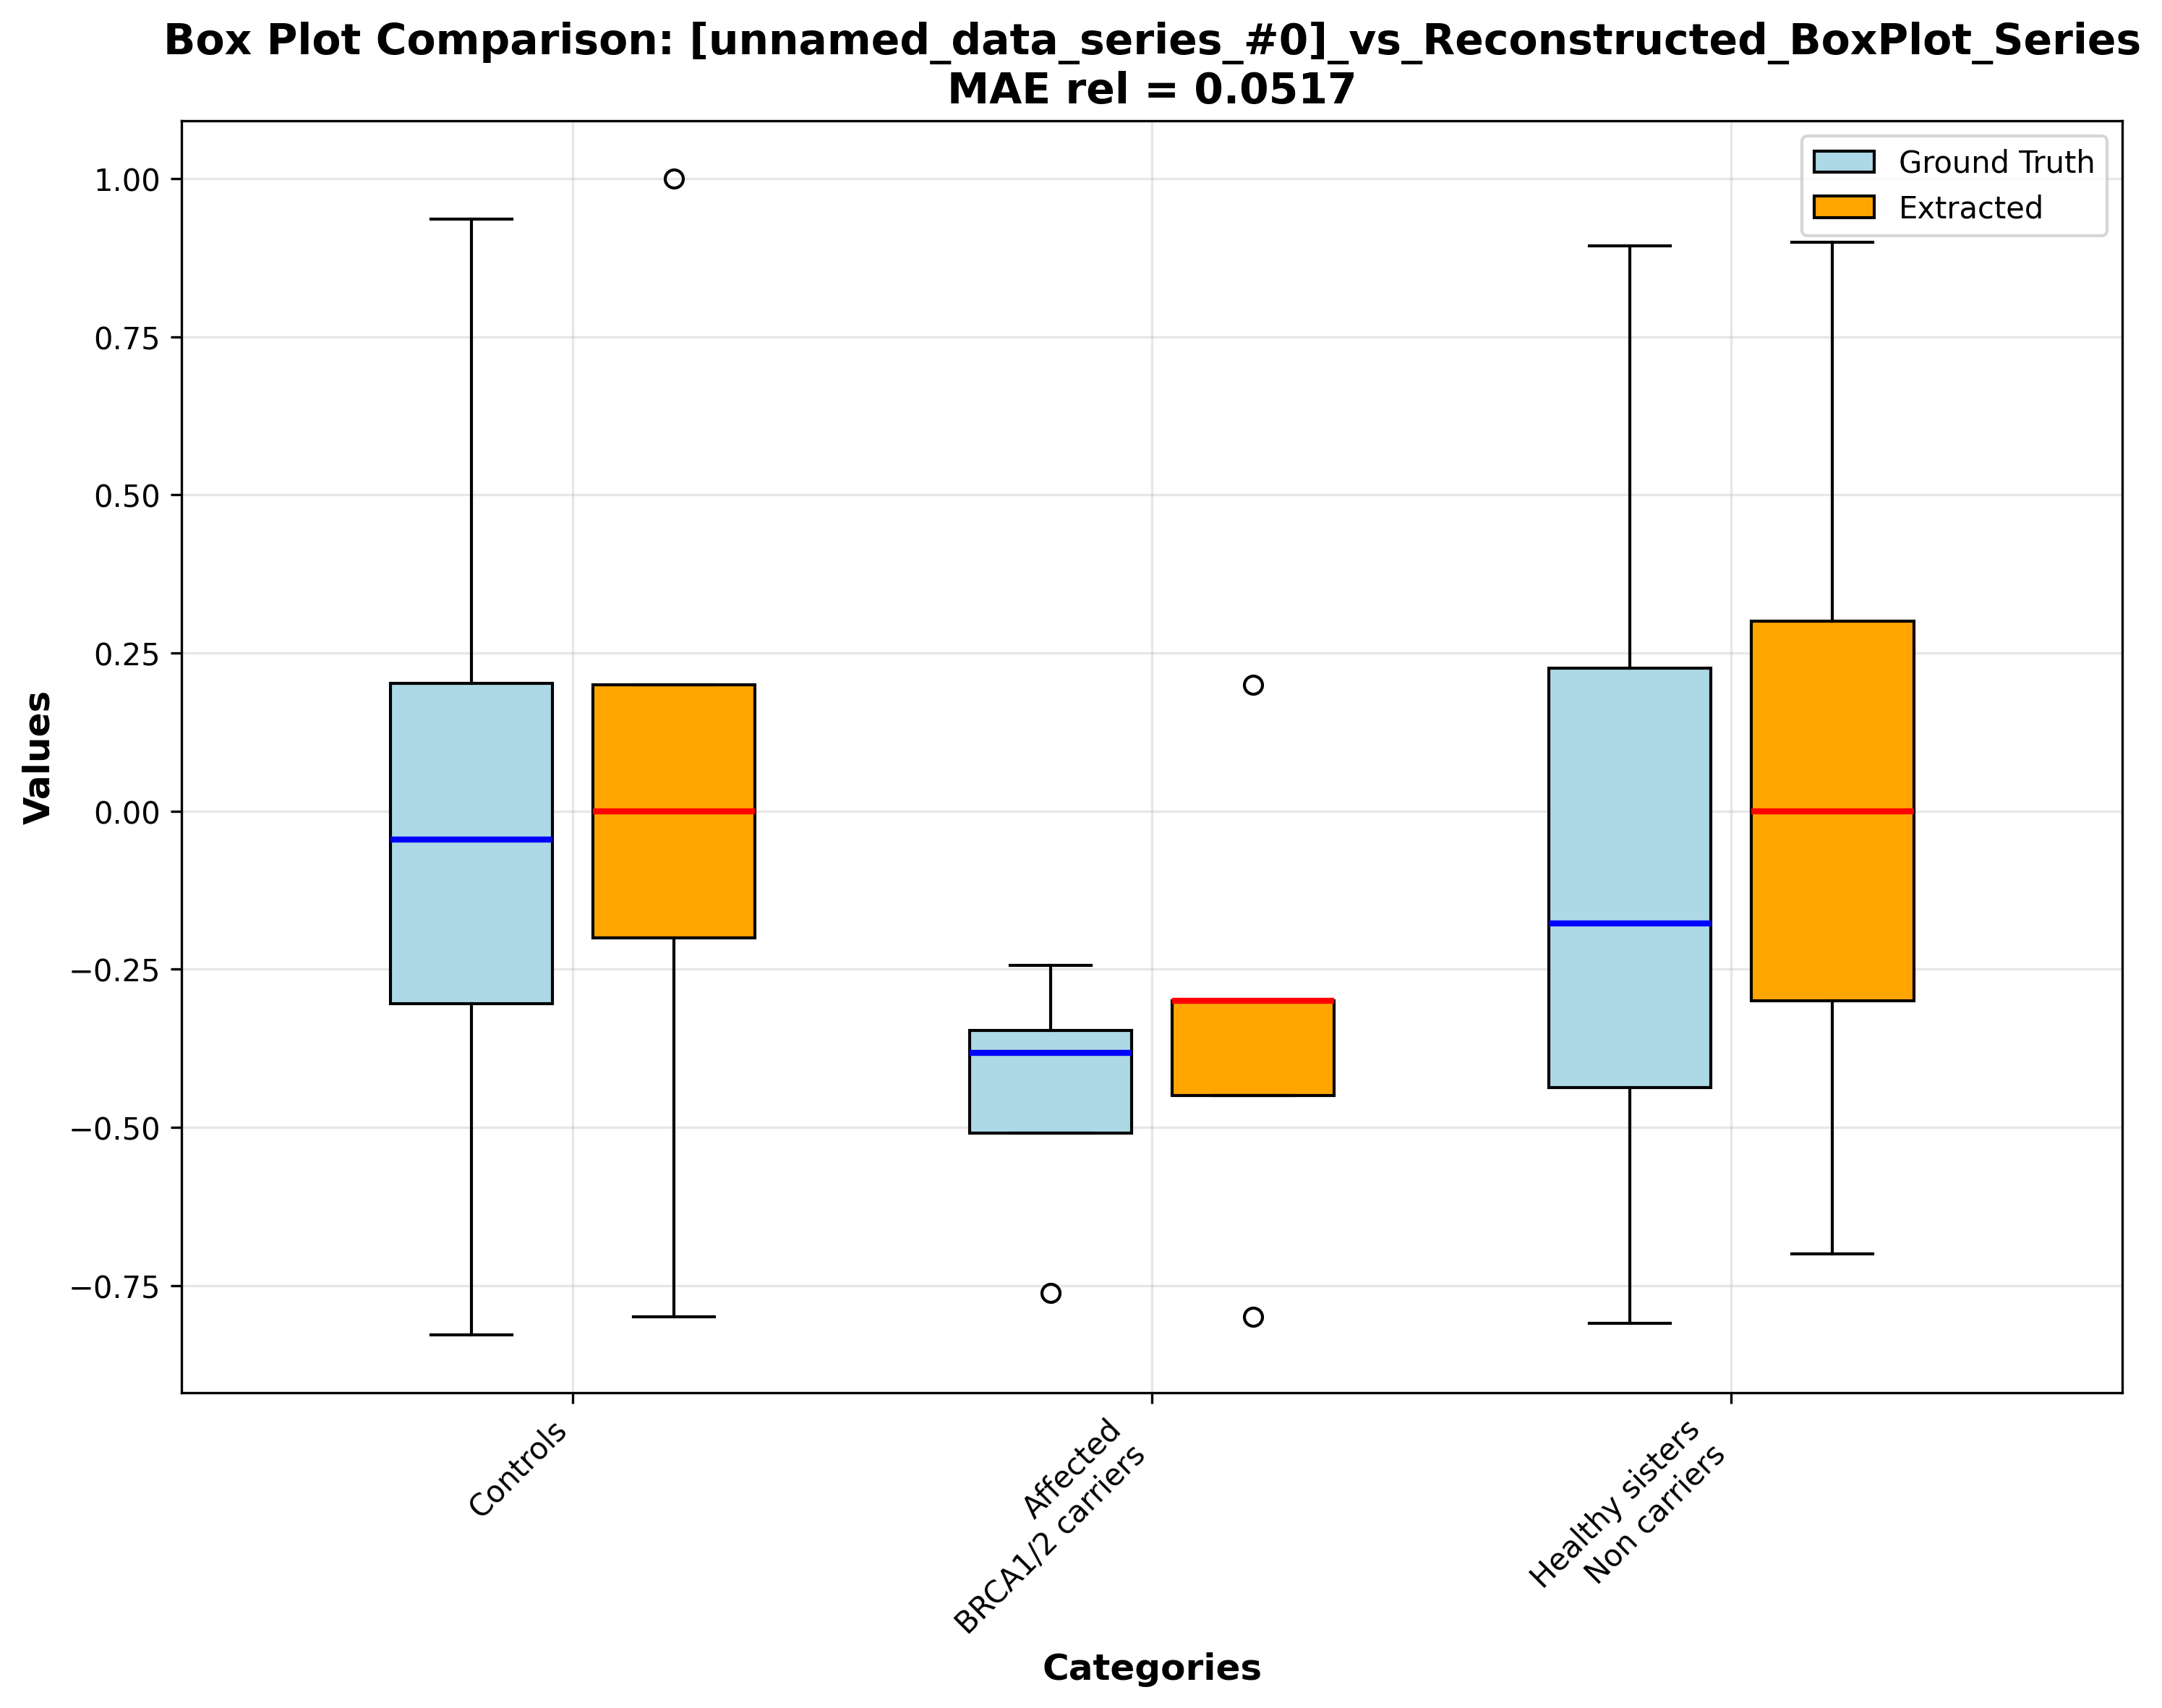 Box Plot Comparison: [unnamed_data_series_#0]_vs_Reconstructed_BoxPlot_Series
MAE rel = 0.0517
Ground Truth
Extracted
Values
1.00
0.75
0.50
0.25
0.00
−0.25
−0.50
−0.75
Controls
Affected
BRCA1/2 carriers
Healthy sisters
Non carriers
Categories